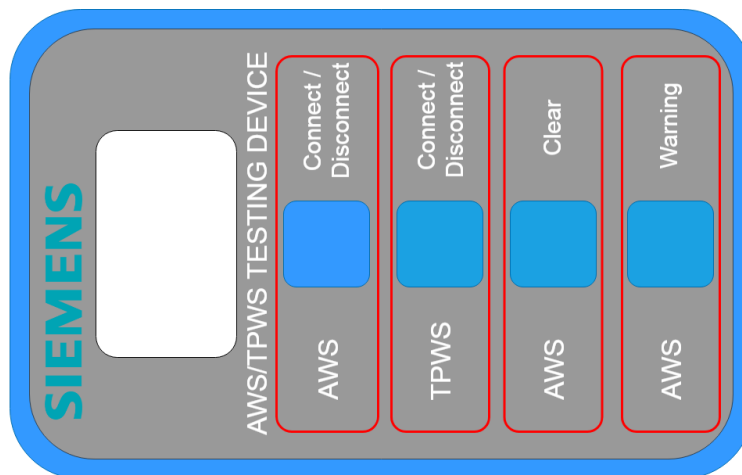 SIEMENS
AWS/TPWS TESTING DEVICE
AWS
Connect /
Disconnect
TPWS
Connect /
Disconnect
AWS
Clear
AWS
Warning